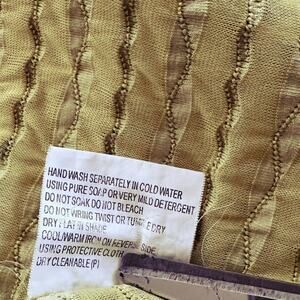 HAND WASH SEPARATELY IN COLD WATER
USING PURE SOAP OR VERY MILD DETERGENT
DO NOT SOAK DO NOT BLEACH
DO NOT WRING TWIST OR TUMBLE DRY
DRY FLAT IN SHADE
COOL/WARM IRON ON REVERSE SIDE
USING PROTECTIVE CLOTH
DRY CLEANABLE (P)